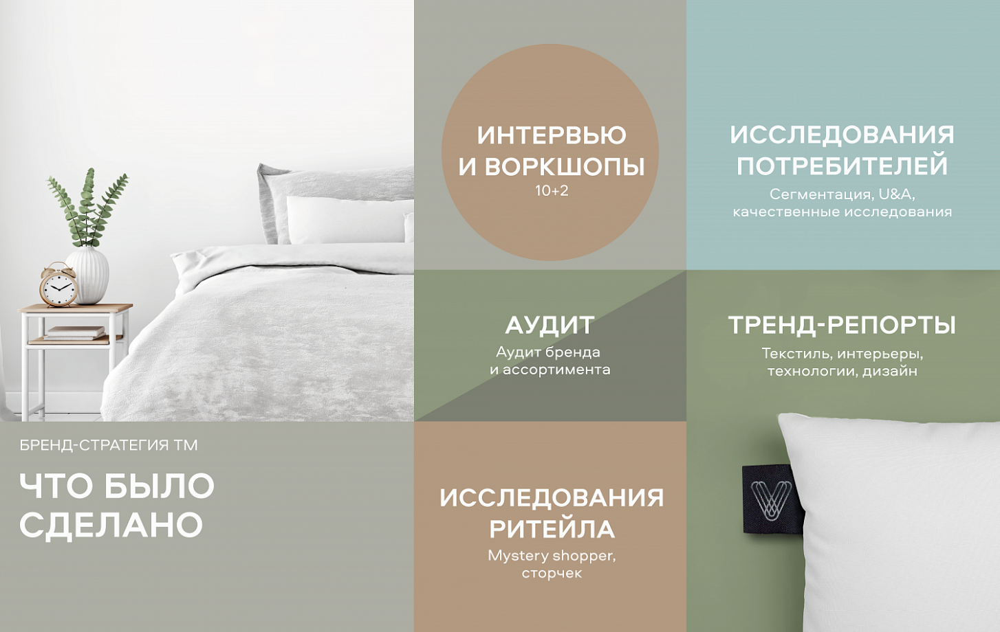 БРЕНД-СТРАТЕГИЯ ТМ
ЧТО БЫЛО
СДЕЛАНО
ИНТЕРВЬЮ
И ВОРКШОПЫ
10+2
ИССЛЕДОВАНИЯ
ПОТРЕБИТЕЛЕЙ
Сегментация, U&A,
качественные исследования
АУДИТ
Аудит бренда
и ассортимента
ТРЕНД-РЕПОРТЫ
Текстиль, интерьеры,
технологии, дизайн
ИССЛЕДОВАНИЯ
РИТЕЙЛА
Mystery shopper,
сторчек